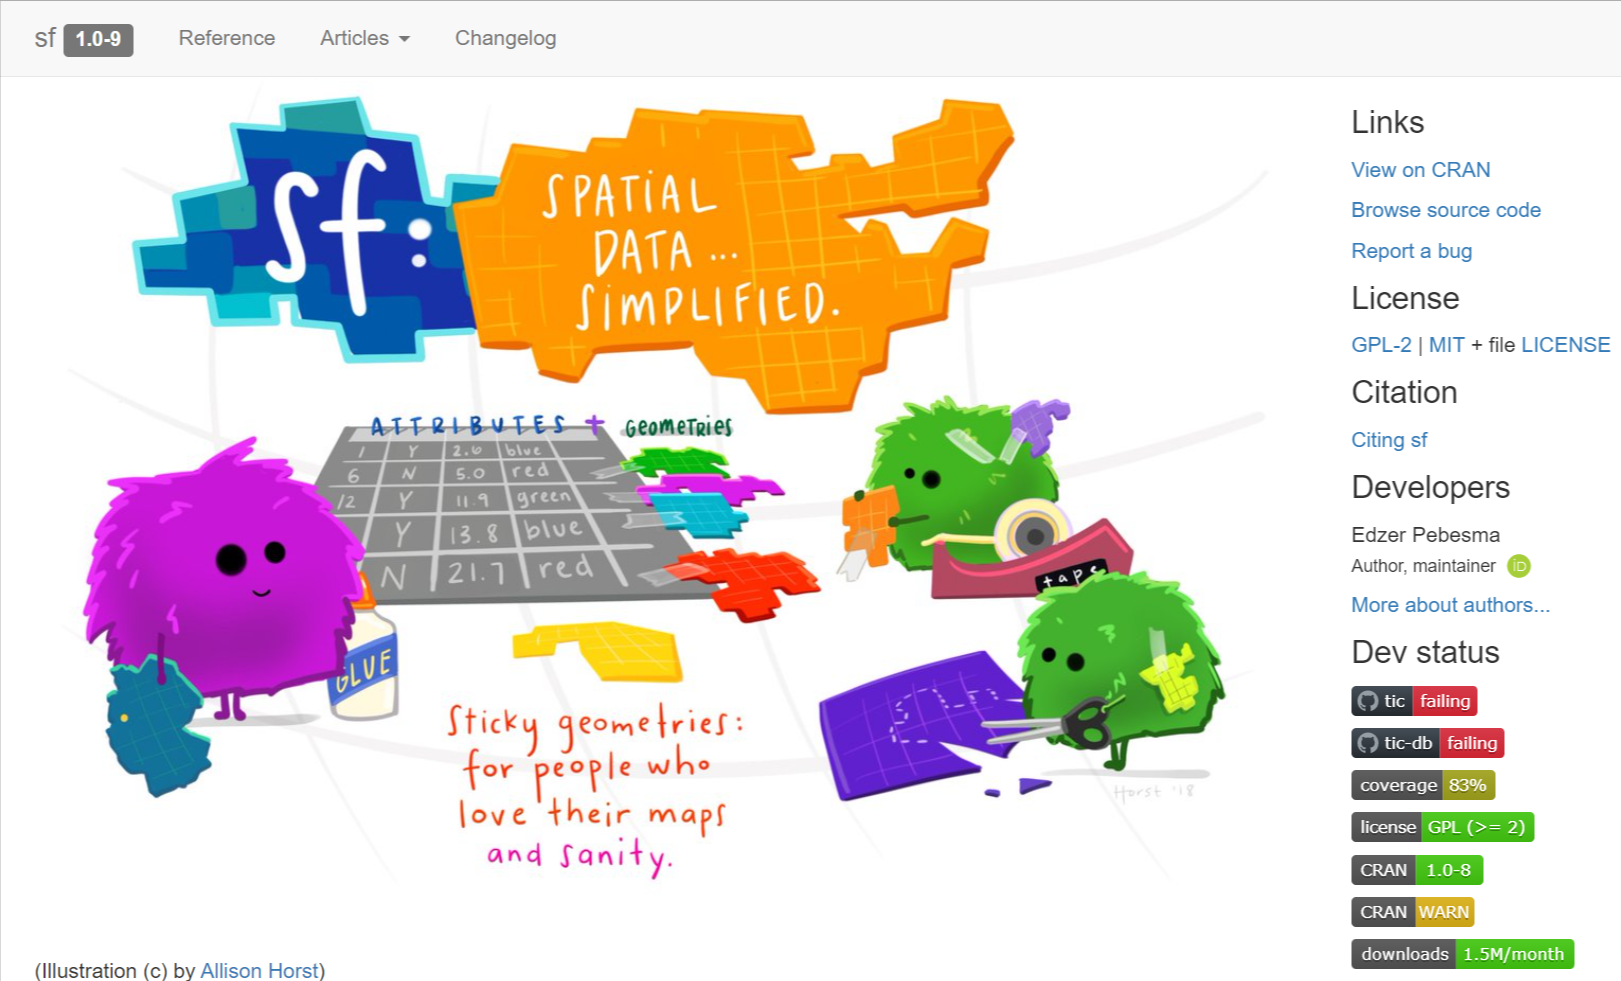 sf 1.0-9 Reference Articles Changelog
sf:
SPATIAL
DATA ...
SIMPLIFIED.
ATTRIBUTES + GEOMETRIES
1 Y 2.6 blue
6 N 5.0 red
12 Y 11.9 green
Y 13.8 blue
N 21.7 red
tape
GLUE
Sticky geometries:
for people who
love their maps
and sanity.
Horst '18
(Illustration (c) by Allison Horst)
Links
View on CRAN
Browse source code
Report a bug
License
GPL-2 | MIT + file LICENSE
Citation
Citing sf
Developers
Edzer Pebesma
Author, maintainer iD
More about authors...
Dev status
tic failing
tic-db failing
coverage 83%
license GPL (>= 2)
CRAN 1.0-8
CRAN WARN
downloads 1.5M/month